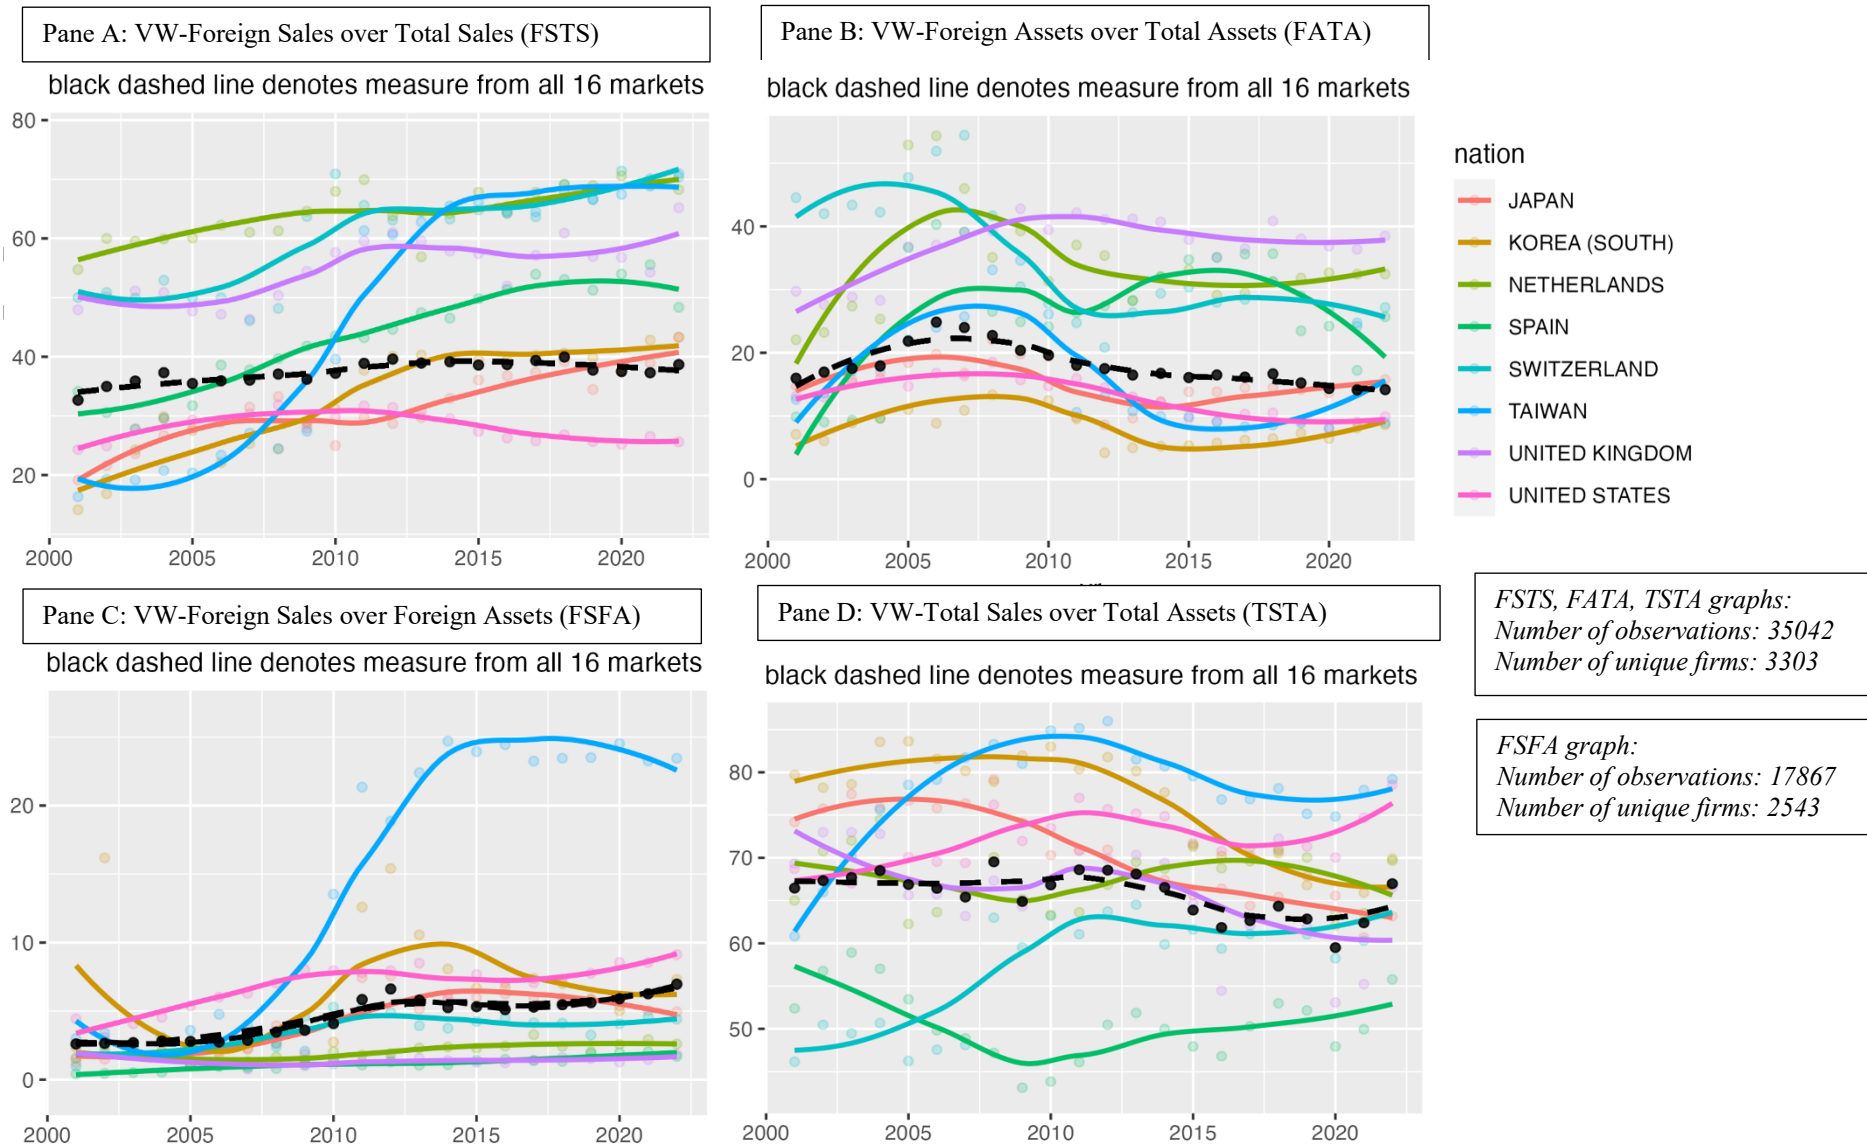 Pane A: VW-Foreign Sales over Total Sales (FSTS)
black dashed line denotes measure from all 16 markets
80
60
40
20
2000 2005 2010 2015 2020
Pane B: VW-Foreign Assets over Total Assets (FATA)
black dashed line denotes measure from all 16 markets
40
20
0
2000 2005 2010 2015 2020
nation
JAPAN
KOREA (SOUTH)
NETHERLANDS
SPAIN
SWITZERLAND
TAIWAN
UNITED KINGDOM
UNITED STATES
Pane C: VW-Foreign Sales over Foreign Assets (FSFA)
black dashed line denotes measure from all 16 markets
20
10
0
2000 2005 2010 2015 2020
Pane D: VW-Total Sales over Total Assets (TSTA)
black dashed line denotes measure from all 16 markets
80
70
60
50
2000 2005 2010 2015 2020
FSTS, FATA, TSTA graphs:
Number of observations: 35042
Number of unique firms: 3303
FSFA graph:
Number of observations: 17867
Number of unique firms: 2543